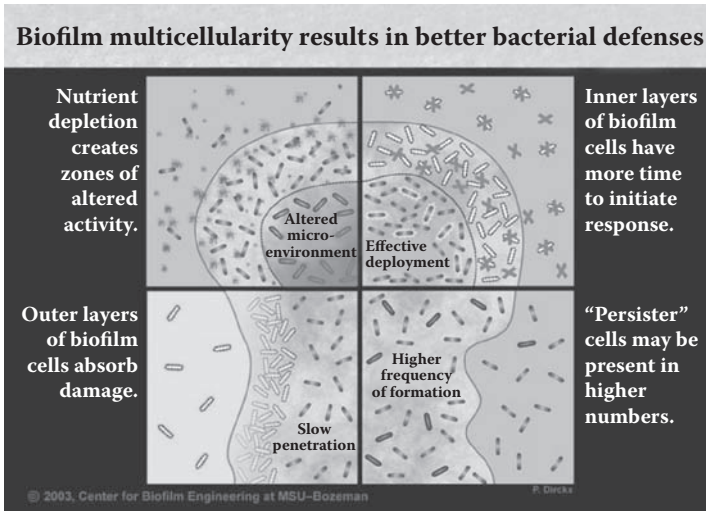 Biofilm multicellularity results in better bacterial defenses
Nutrient
depletion
creates
zones of
altered
activity.
Altered
micro-
environment
Effective
deployment
Inner layers
of biofilm
cells have
more time
to initiate
response.
Outer layers
of biofilm
cells absorb
damage.
Slow
penetration
Higher
frequency
of formation
“Persister”
cells may be
present in
higher
numbers.
© 2003, Center for Biofilm Engineering at MSU–Bozeman
P. Dirckx